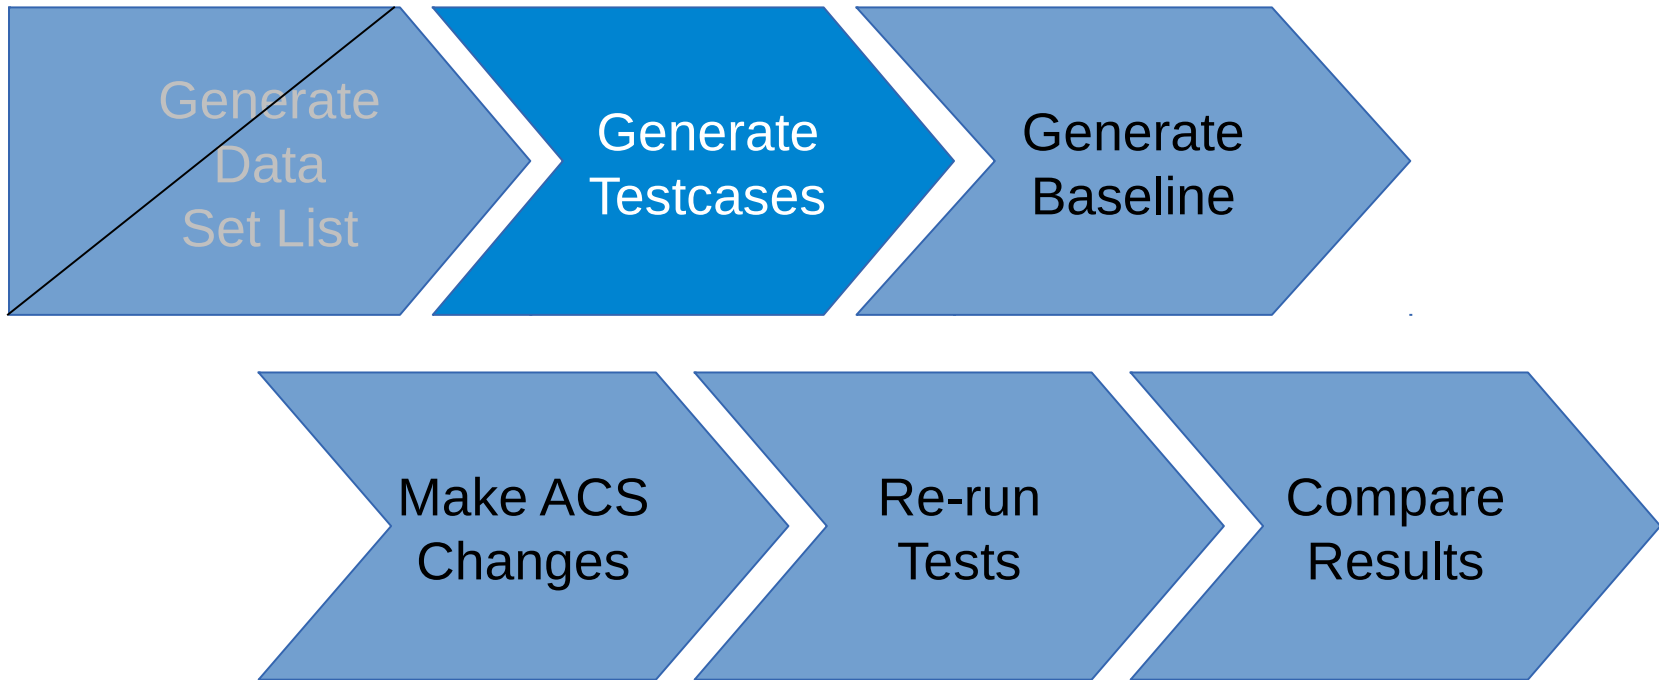 Generate
Data
Set List
Generate
Testcases
Generate
Baseline
Make ACS
Changes
Re-run
Tests
Compare
Results